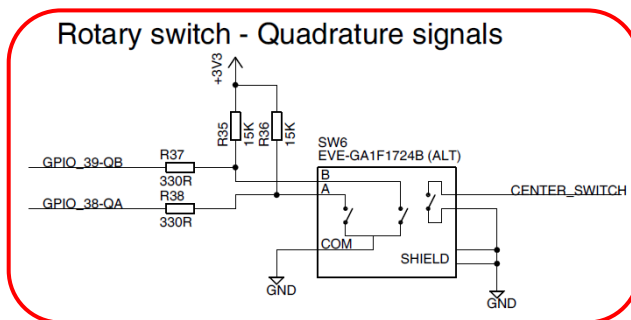 Rotary switch - Quadrature signals
+3V3
R35
15K
R36
15K
SW6
EVE-GA1F1724B (ALT)
GPIO_39-QB
R37
330R
GPIO_38-QA
R38
330R
B
A
COM
SHIELD
CENTER_SWITCH
GND
GND